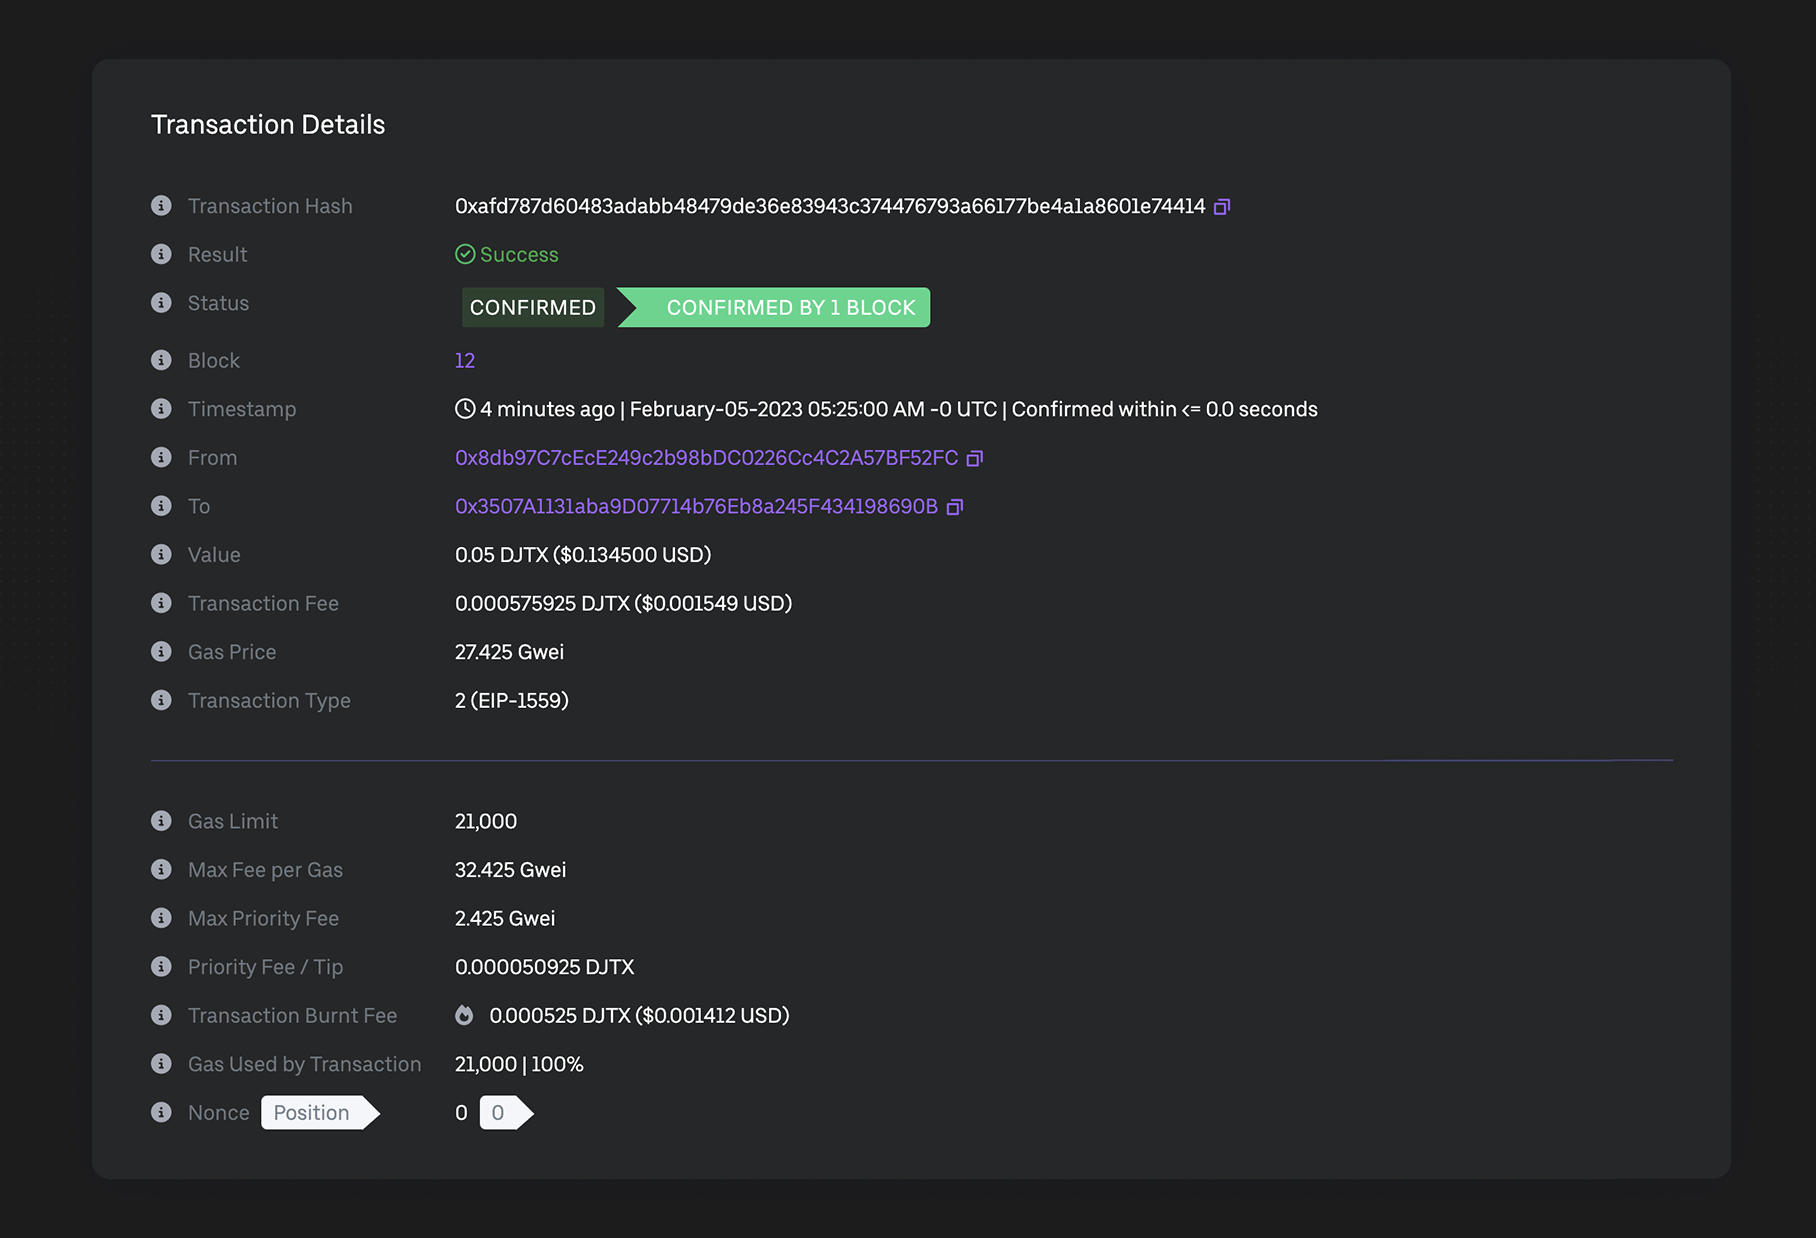 Transaction Details
Transaction Hash 0xafd787d60483adabb48479de36e83943c374476793a66177be4a1a8601e74414
Result Success
Status CONFIRMED CONFIRMED BY 1 BLOCK
Block 12
Timestamp 4 minutes ago | February-05-2023 05:25:00 AM -0 UTC | Confirmed within <= 0.0 seconds
From 0x8db97C7cEcE249c2b98bDC0226Cc4C2A57BF52FC
To 0x3507A1131aba9D07714b76Eb8a245F434198690B
Value 0.05 DJTX ($0.134500 USD)
Transaction Fee 0.000575925 DJTX ($0.001549 USD)
Gas Price 27.425 Gwei
Transaction Type 2 (EIP-1559)
Gas Limit 21,000
Max Fee per Gas 32.425 Gwei
Max Priority Fee 2.425 Gwei
Priority Fee / Tip 0.000050925 DJTX
Transaction Burnt Fee 0.000525 DJTX ($0.001412 USD)
Gas Used by Transaction 21,000 | 100%
Nonce Position 0 0